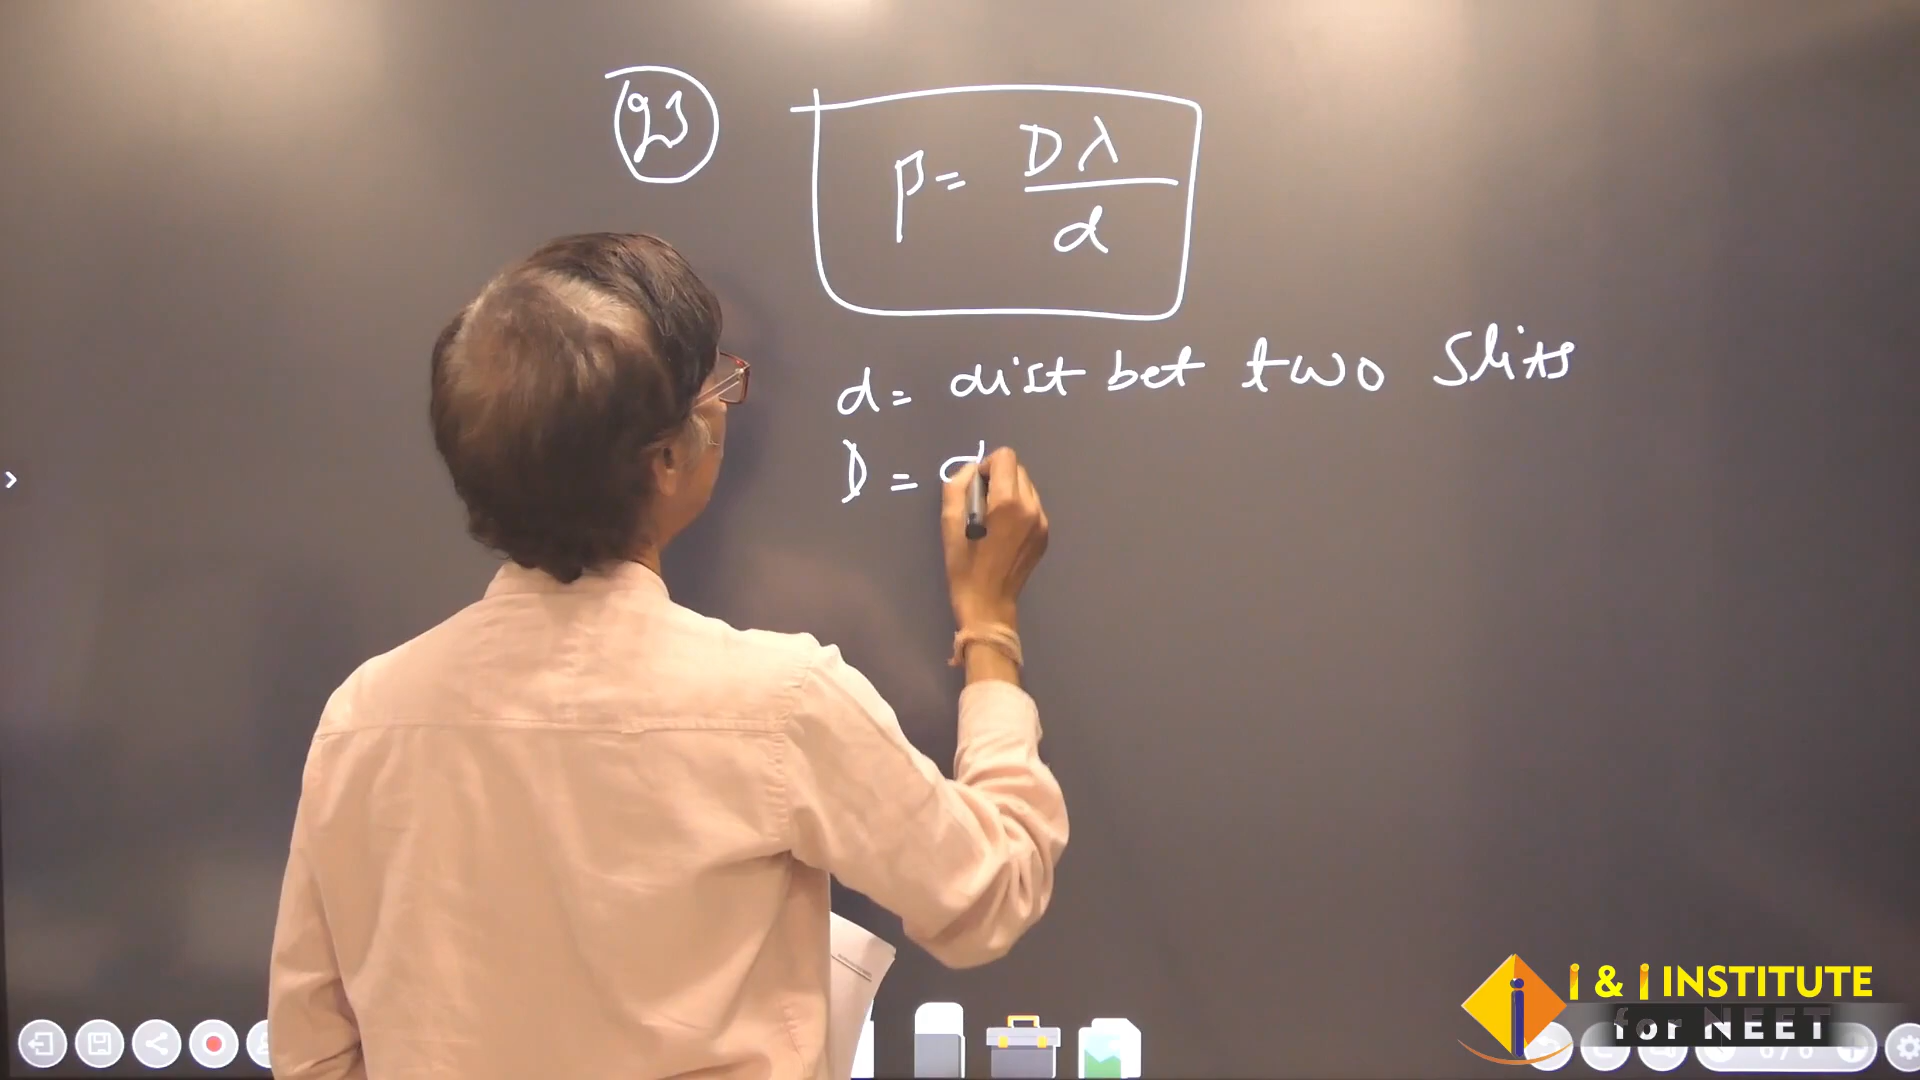 23
β = Dλ
d
d = dist bet two slits
D = d
i & i INSTITUTE
for NEET